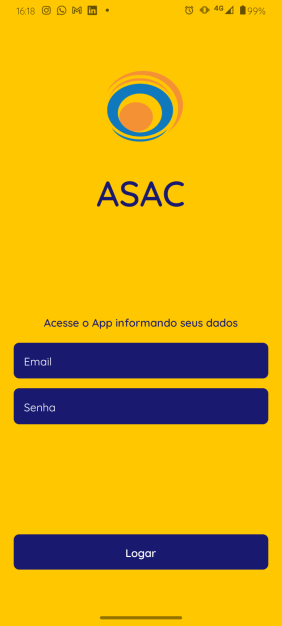 16:18 4G 99%
ASAC
Acesse o App informando seus dados
Email
Senha
Logar